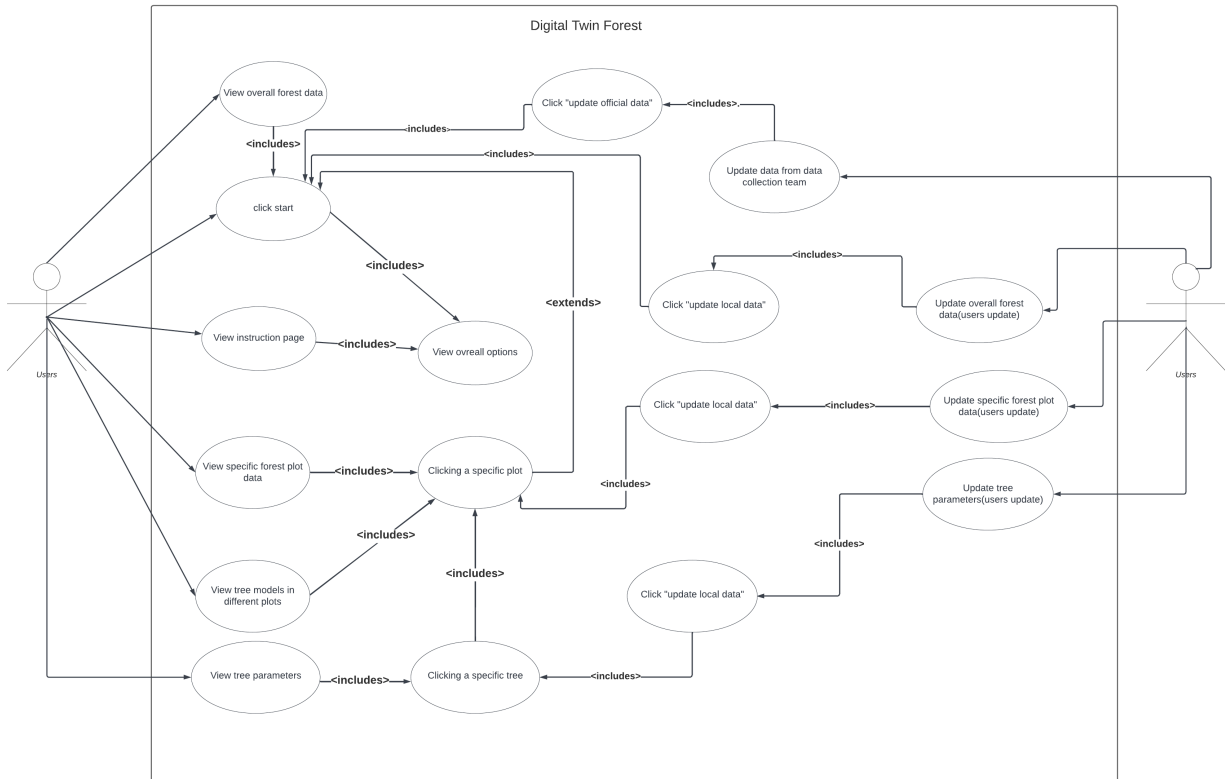 Digital Twin Forest
View overall forest data
<includes>
click start
<includes>
View instruction page
<includes>
View ovreall options
View specific forest plot
data
<includes>
Clicking a specific plot
<extends>
<includes>
View tree models in
different plots
<includes>
View tree parameters
<includes>
Clicking a specific tree
Click "update official data"
<includes>
<includes>.
Update data from data
collection team
<includes>
Click "update local data"
<includes>
Update overall forest
data(users update)
Click "update local data"
<includes>
Update specific forest plot
data(users update)
<includes>
Update tree
parameters(users update)
<includes>
Click "update local data"
<includes>
Users
Users